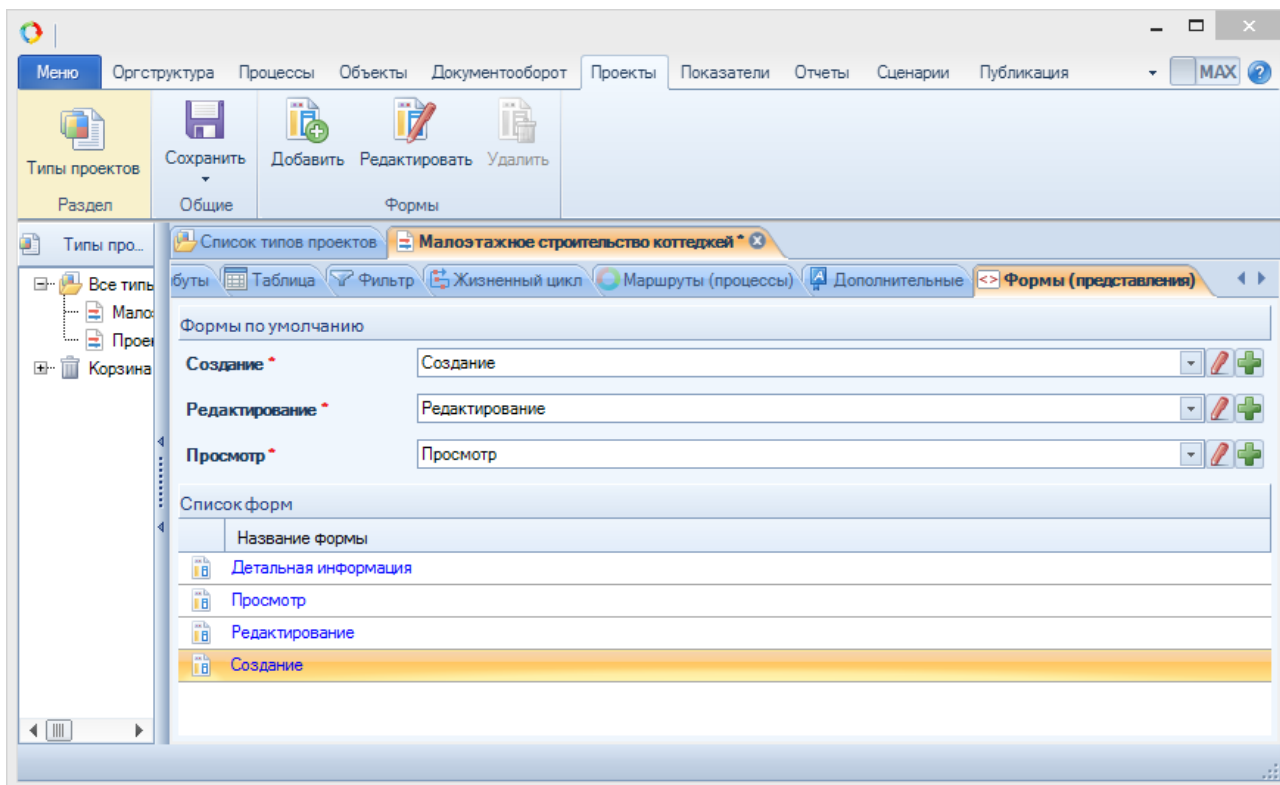 Меню Оргструктура Процессы Объекты Документооборот Проекты Показатели Отчеты Сценарии Публикация MAX ?
Типы проектов Сохранить Добавить Редактировать Удалить
Раздел Общие Формы
Типы про... Список типов проектов Малоэтажное строительство коттеджей *
буты Таблица Фильтр Жизненный цикл Маршруты (процессы) Дополнительные Формы (представления)
Все типы
Мало
Прое
Корзина
Формы по умолчанию
Создание * Создание
Редактирование * Редактирование
Просмотр * Просмотр
Список форм
Название формы
Детальная информация
Просмотр
Редактирование
Создание